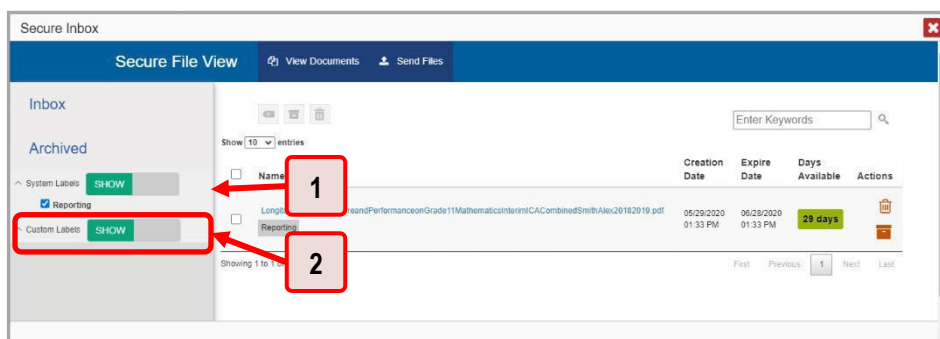 Secure Inbox
Secure File View View Documents Send Files
Inbox
Enter Keywords
Archived
Show 10 entries
System Labels SHOW
1
Name
Creation Date
Expire Date
Days Available
Actions
Reporting
reandPerformanceonGrade11MathematicsInterimICACombinedSmithAlex20182019.pdf
Reporting
05/29/2020 01:33 PM
06/28/2020 01:33 PM
29 days
Custom Labels SHOW
2
Showing 1 to 1
First Previous 1 Next Last